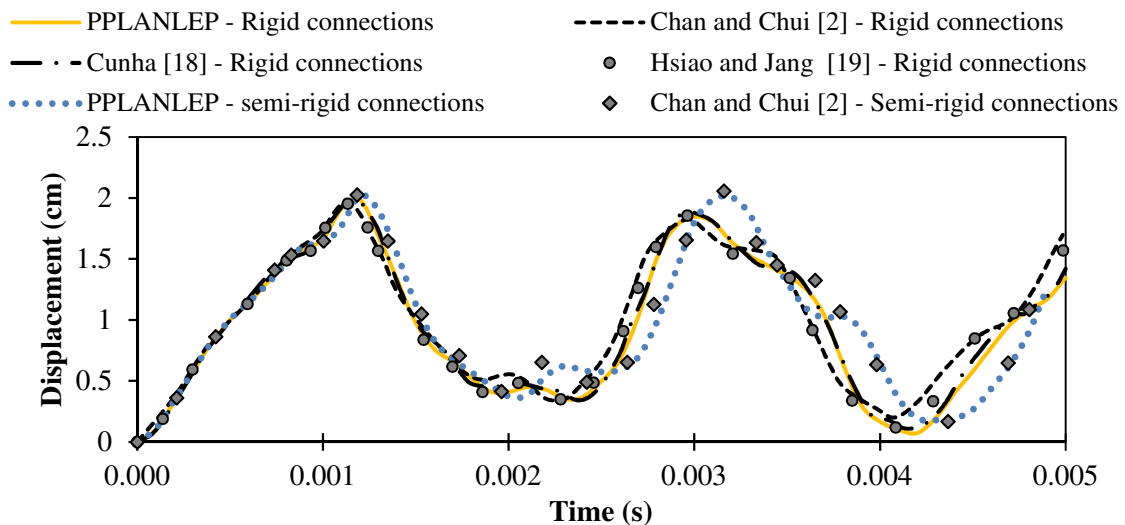 PPLANLEP - Rigid connections
Chan and Chui [2] - Rigid connections
Cunha [18] - Rigid connections
Hsiao and Jang [19] - Rigid connections
PPLANLEP - semi-rigid connections
Chan and Chui [2] - Semi-rigid connections
Displacement (cm)
2.5
2
1.5
1
0.5
0
0.000 0.001 0.002 0.003 0.004 0.005
Time (s)